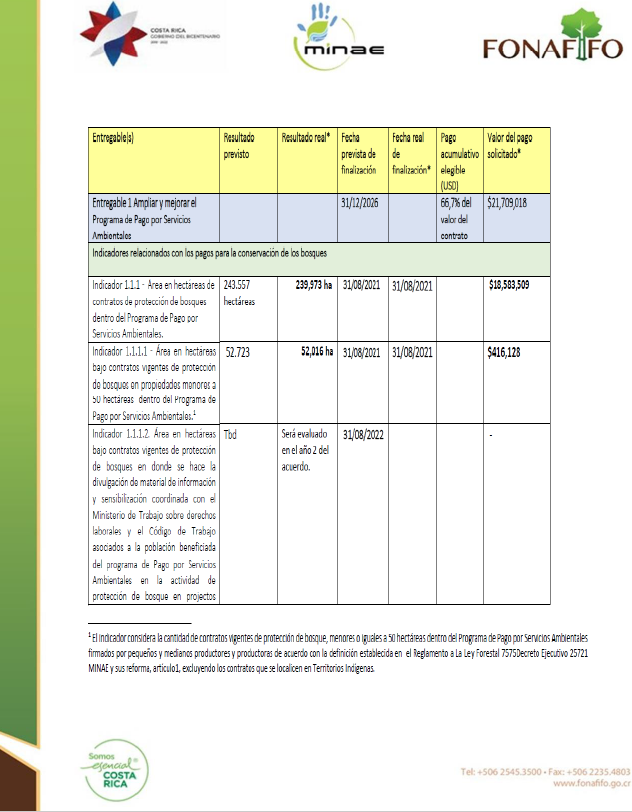 COSTA RICA
GOBIERNO DEL BICENTENARIO
minae
FONAFIFO
Entregable(s)
Resultado
previsto
Resultado real*
Fecha
prevista de
finalización
Fecha real
de
finalización*
Pago
acumulativo
elegible
(USD)
Valor del pago
solicitado*
Entregable 1 Ampliar y mejorar el
Programa de Pago por Servicios
Ambientales
31/12/2026
66,7% del
valor del
contrato
$21,709,018
Indicadores relacionados con los pagos para la conservación de los bosques
Indicador 1.1.1 - Área en hectáreas de
contratos de protección de bosques
dentro del Programa de Pago por
Servicios Ambientales.
243.557
hectáreas
239,973 ha
31/08/2021
31/08/2021
$18,583,509
Indicador 1.1.1.1 - Área en hectáreas
bajo contratos vigentes de protección
de bosques en propiedades menores a
50 hectáreas dentro del Programa de
Pago por Servicios Ambientales.1
52.723
52,016 ha
31/08/2021
31/08/2021
$416,128
Indicador 1.1.1.2. Área en hectáreas
bajo contratos vigentes de protección
de bosques en donde se hace la
divulgación de material de información
y sensibilización coordinada con el
Ministerio de Trabajo sobre derechos
laborales y el Código de Trabajo
asociados a la población beneficiada
del programa de Pago por Servicios
Ambientales en la actividad de
protección de bosque en projectos
Tbd
Será evaluado
en el año 2 del
acuerdo.
31/08/2022
-
1 El indicador considera la cantidad de contratos vigentes de protección de bosque, menores o iguales a 50 hectáreas dentro del Programa de Pago por Servicios Ambientales
firmados por pequeños y medianos productores y productoras de acuerdo con la definición establecida en el Reglamento a La Ley Forestal 7575Decreto Ejecutivo 25721
MINAE y sus reforma, articulo1, excluyendo los contratos que se localicen en Territorios Indígenas.
Somos
esencial
COSTA
RICA
Tel: +506 2545.3500 • Fax: +506 2235.4803
www.fonafifo.go.cr